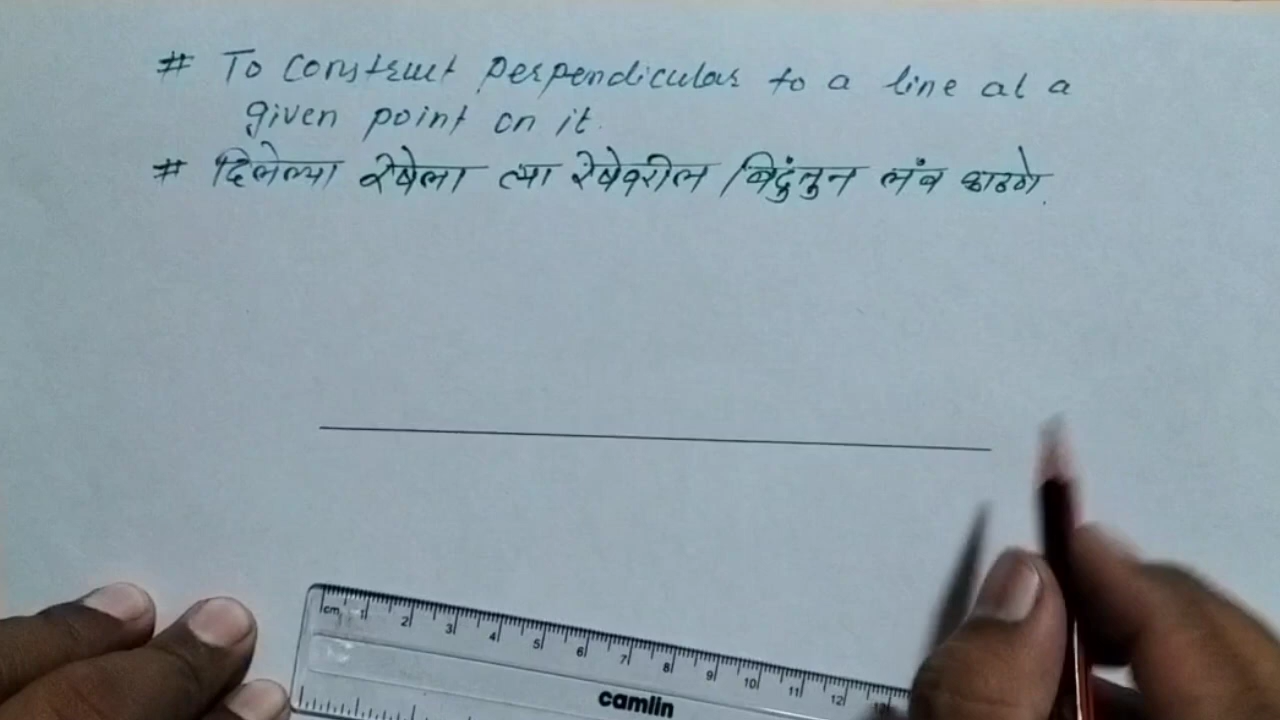 # To construct perpendicular to a line at a
given point on it.
# दिलेल्या रेषेला त्या रेषेवरील बिदुंतुन लंब काढणे.
cm 1 2 3 4 5 6 7 8 9 10 11 12 13
camlin